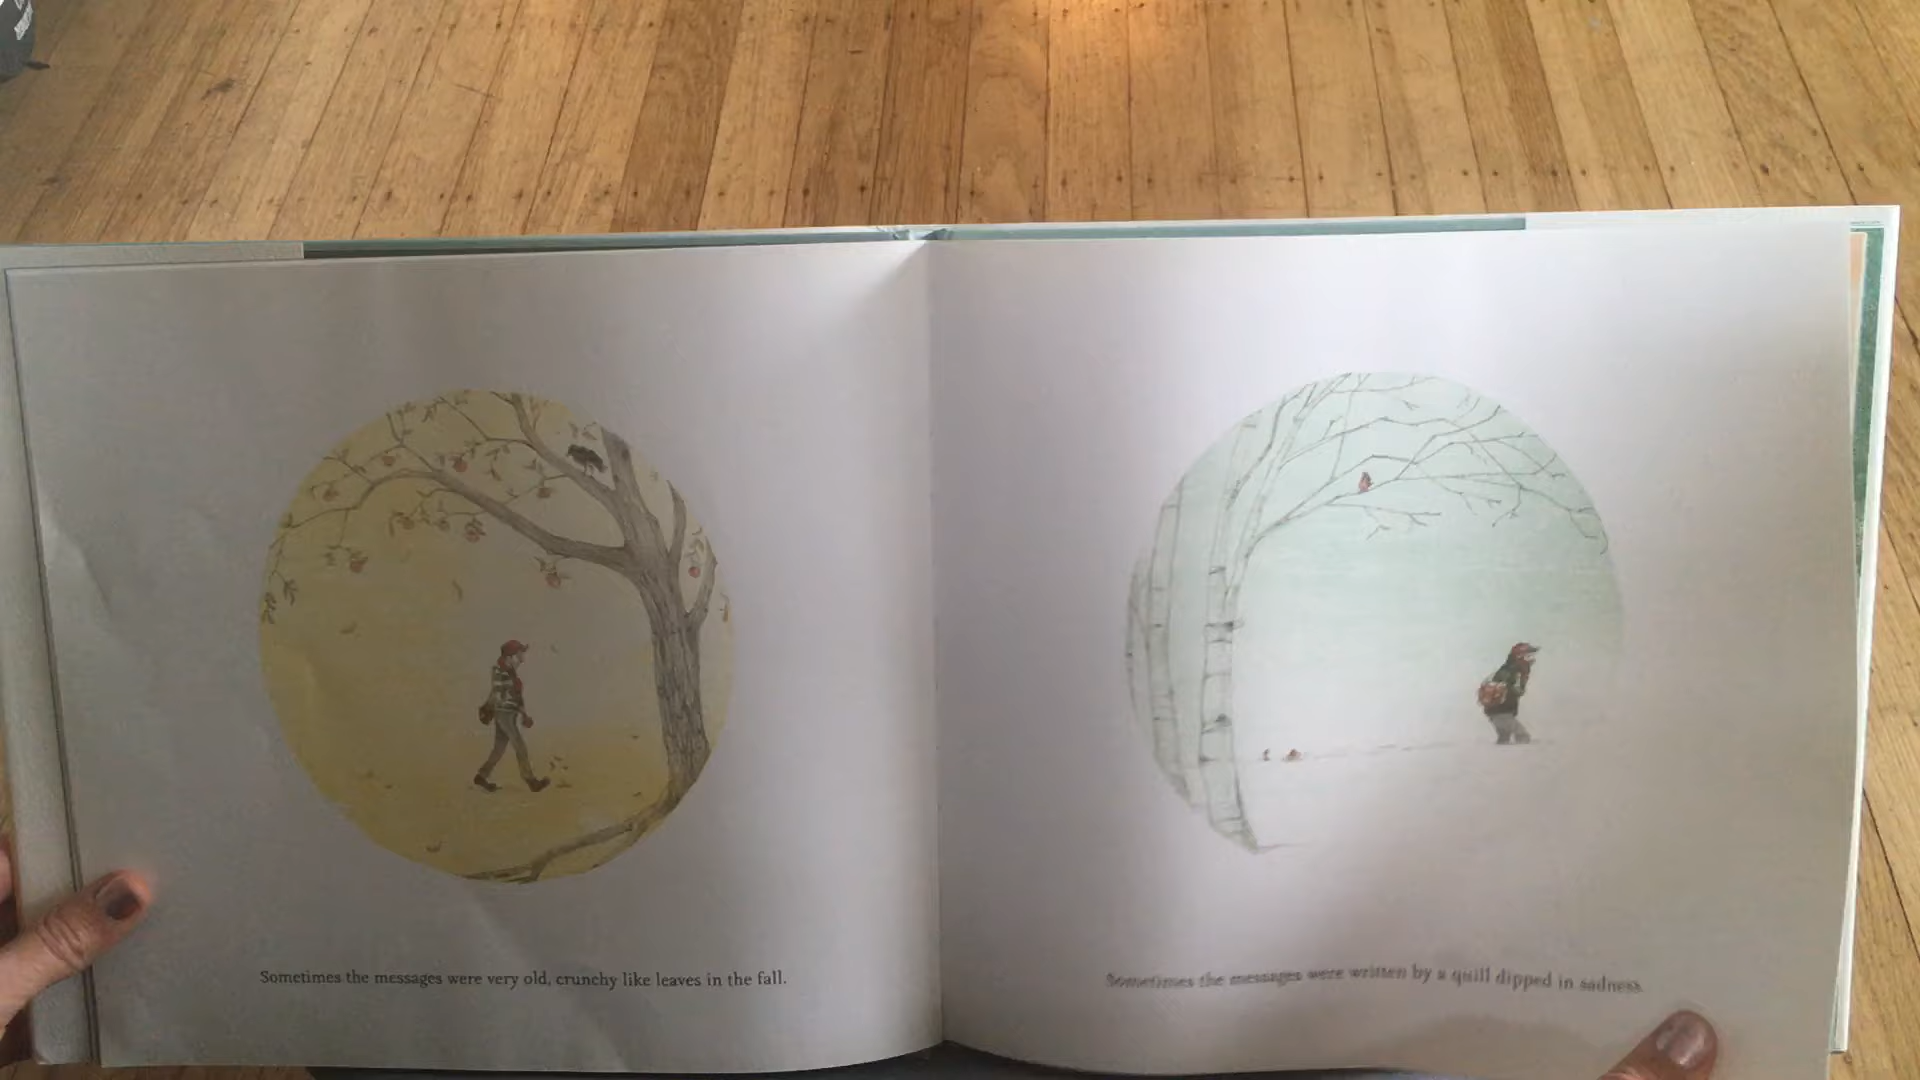 Sometimes the messages were very old, crunchy like leaves in the fall.
Sometimes the messages were written by a quill dipped in sadness.